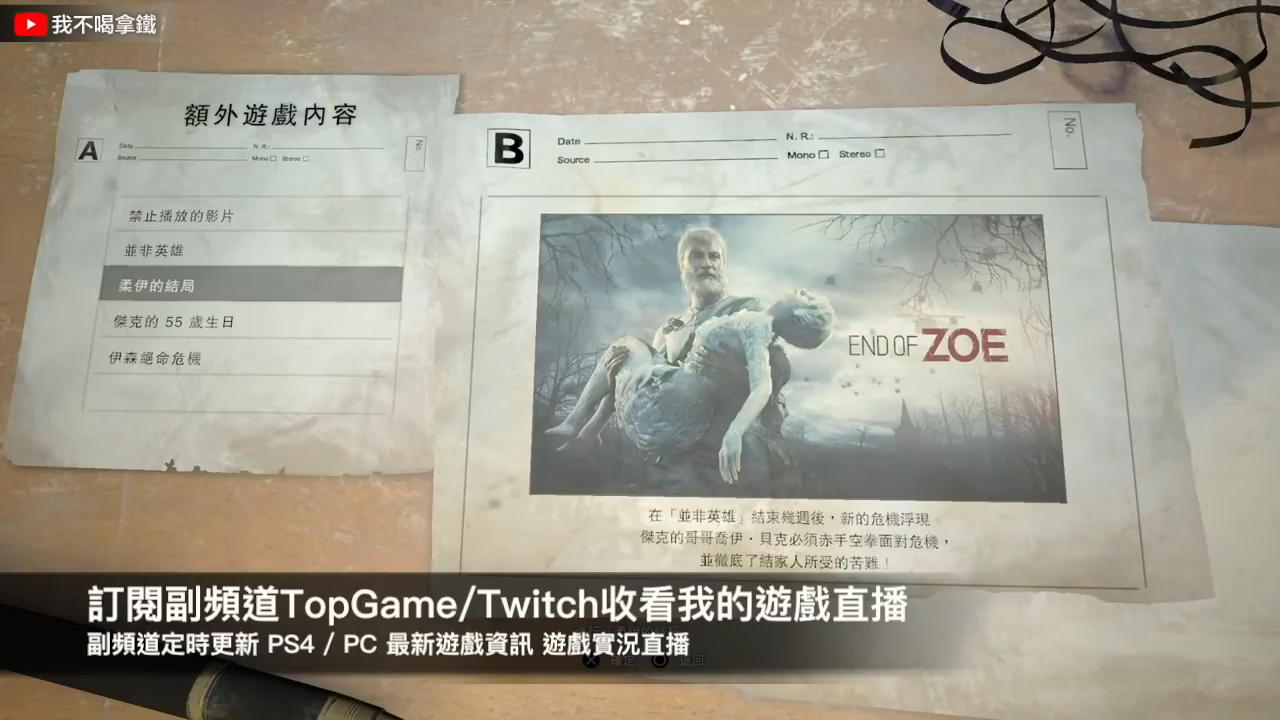 我不喝拿鐵
額外遊戲內容
A
Date
N. R.:
Source
Mono
Stereo
No.
禁止播放的影片
並非英雄
柔伊的結局
傑克的 55 歲生日
伊森絕命危機
B
Date
N. R.:
Source
Mono
Stereo
No.
END OF ZOE
在「並非英雄」結束幾週後，新的危機浮現
傑克的哥哥喬伊·貝克必須赤手空拳面對危機，
並徹底了結家人所受的苦難！
訂閱副頻道TopGame/Twitch收看我的遊戲直播
副頻道定時更新 PS4 / PC 最新遊戲資訊 遊戲實況直播
確定
返回